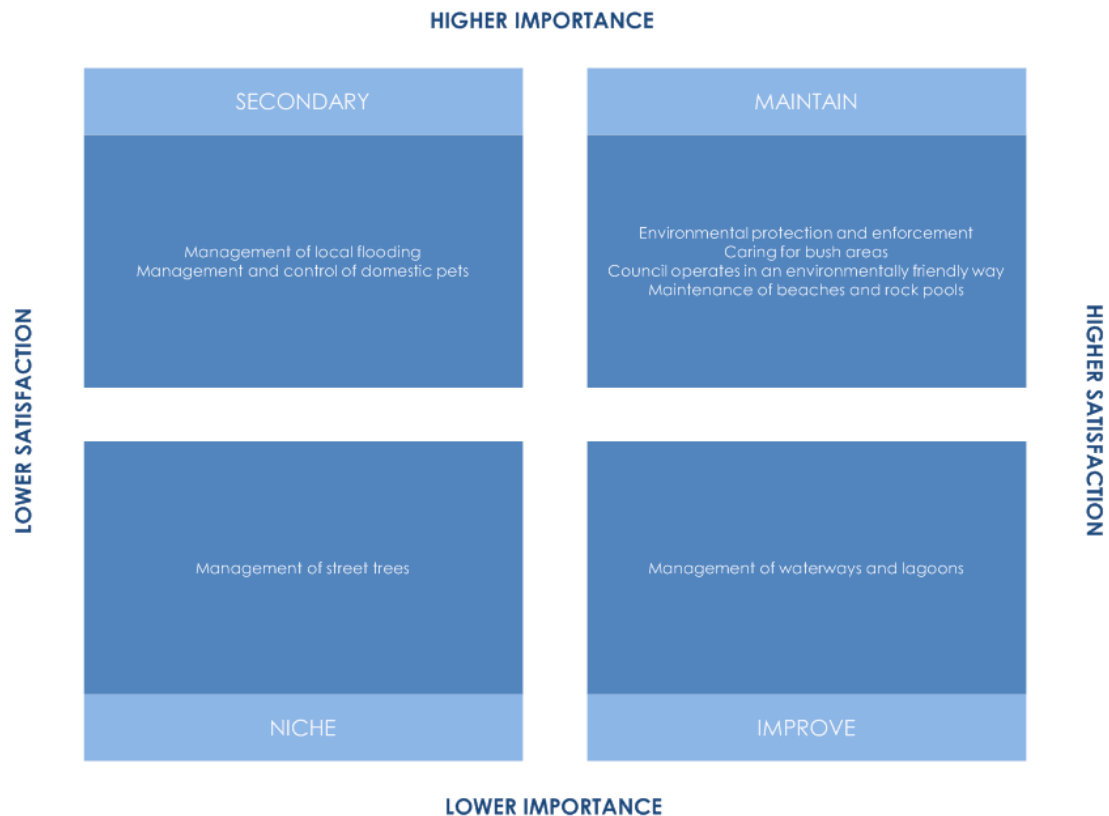 HIGHER IMPORTANCE
SECONDARY
Management of local flooding
Management and control of domestic pets
MAINTAIN
Environmental protection and enforcement
Caring for bush areas
Council operates in an environmentally friendly way
Maintenance of beaches and rock pools
LOWER SATISFACTION
HIGHER SATISFACTION
Management of street trees
NICHE
Management of waterways and lagoons
IMPROVE
LOWER IMPORTANCE